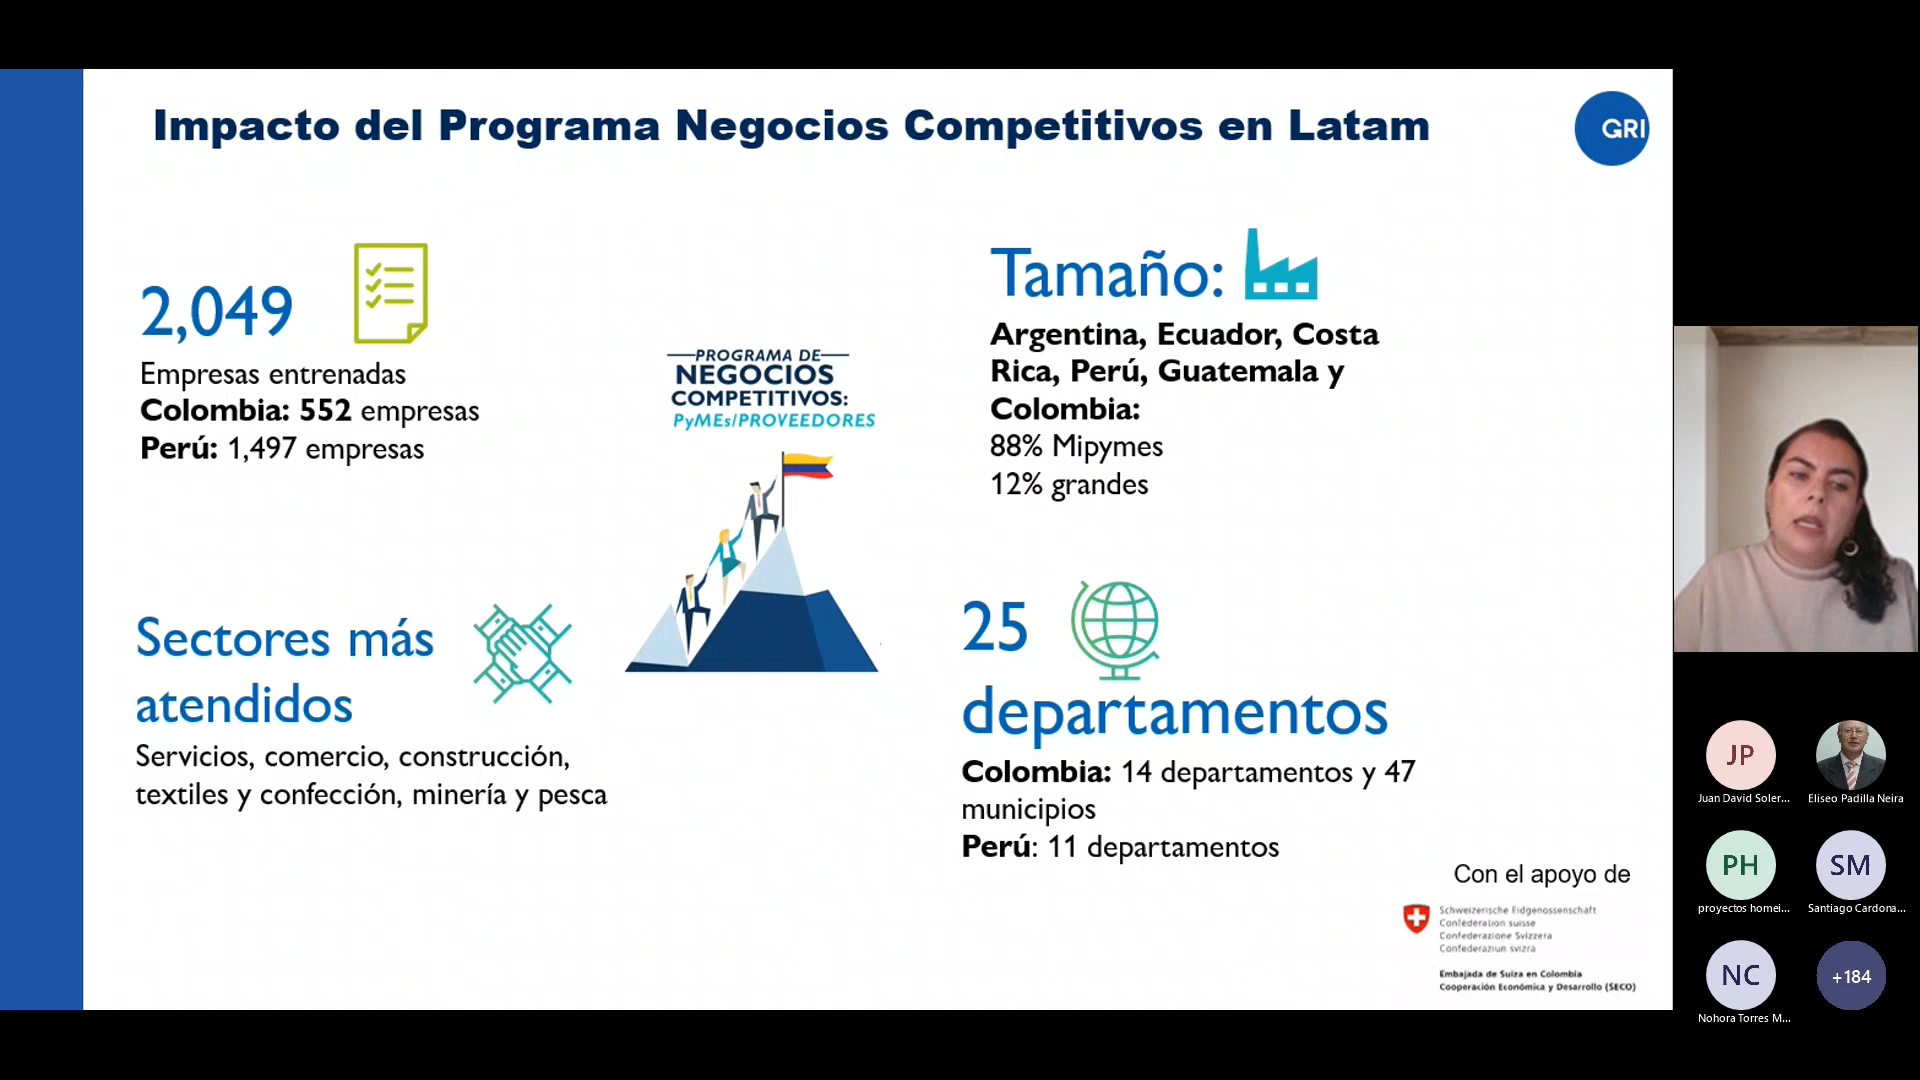 Impacto del Programa Negocios Competitivos en Latam
GRI
2,049
Empresas entrenadas
Colombia: 552 empresas
Perú: 1,497 empresas
PROGRAMA DE
NEGOCIOS
COMPETITIVOS:
PyMEs/PROVEEDORES
Tamaño:
Argentina, Ecuador, Costa
Rica, Perú, Guatemala y
Colombia:
88% Mipymes
12% grandes
Sectores más
atendidos
Servicios, comercio, construcción,
textiles y confección, minería y pesca
25
departamentos
Colombia: 14 departamentos y 47
municipios
Perú: 11 departamentos
Con el apoyo de
Schweizerische Eidgenossenschaft
Confédération suisse
Confederazione Svizzera
Confederaziun svizra
Embajada de Suiza en Colombia
Cooperación Económica y Desarrollo (SECO)
JP
Juan David Soler...
Eliseo Padilla Neira
PH
proyectos homei...
SM
Santiago Cardona...
NC
Nohora Torres M...
+184